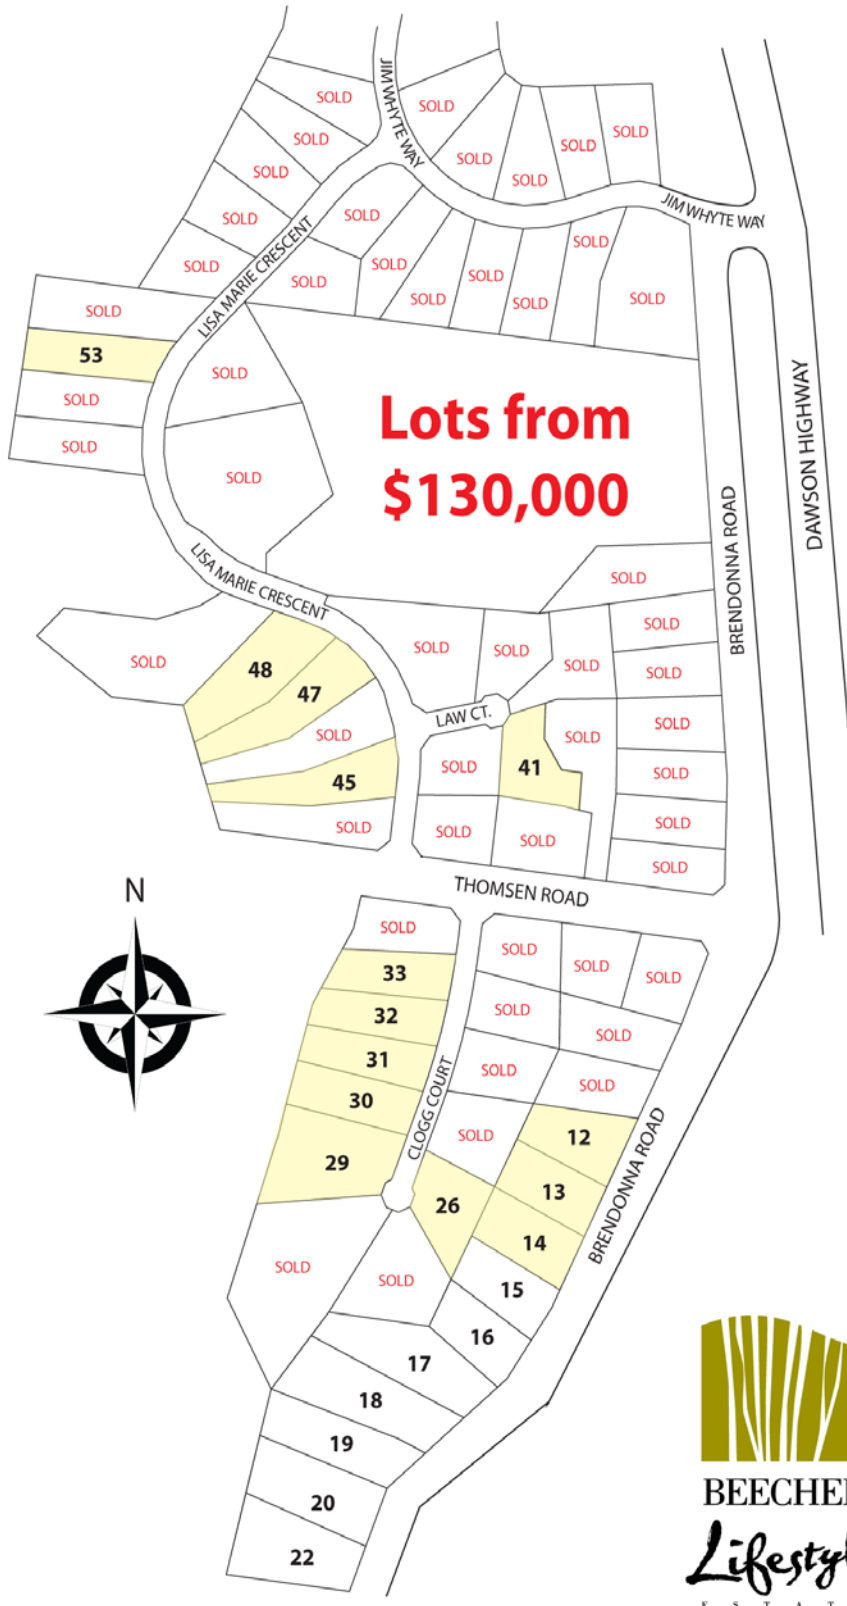 JIM WHYTE WAY
SOLD
SOLD
SOLD
SOLD
SOLD
SOLD
SOLD
SOLD
SOLD
SOLD
JIM WHYTE WAY
SOLD
SOLD
SOLD
SOLD
SOLD
SOLD
SOLD
SOLD
SOLD
LISA MARIE CRESCENT
SOLD
53
SOLD
SOLD
SOLD
SOLD
Lots from
$130,000
DAWSON HIGHWAY
BRENDONNA ROAD
LISA MARIE CRESCENT
SOLD
SOLD
SOLD
SOLD
SOLD
SOLD
SOLD
48
47
SOLD
45
SOLD
LAW CT.
SOLD
41
SOLD
SOLD
SOLD
SOLD
SOLD
SOLD
SOLD
THOMSEN ROAD
N
SOLD
33
32
31
30
29
CLOGG COURT
SOLD
SOLD
SOLD
SOLD
SOLD
SOLD
SOLD
SOLD
12
13
14
26
BRENDONNA ROAD
SOLD
SOLD
15
16
17
18
19
20
22
BEECHE
Lifesty
E S T A T